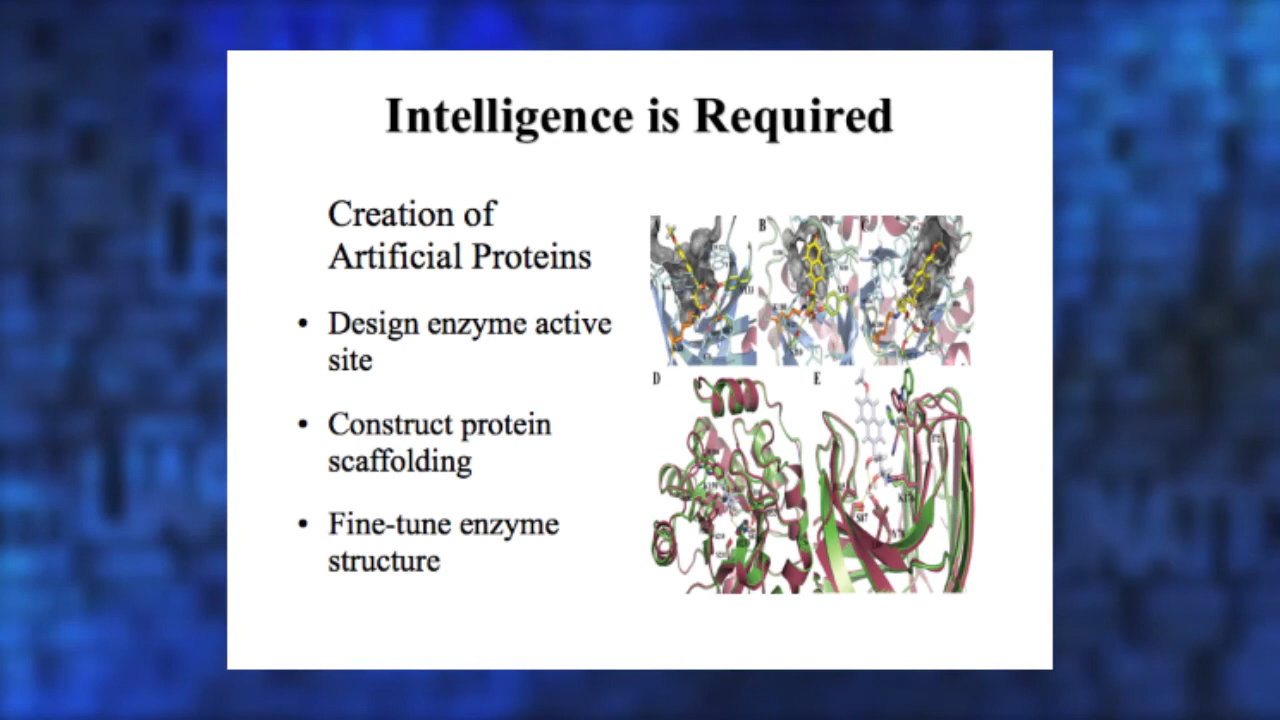 Intelligence is Required
Creation of
Artificial Proteins
• Design enzyme active
site
• Construct protein
scaffolding
• Fine-tune enzyme
structure
B
D
E